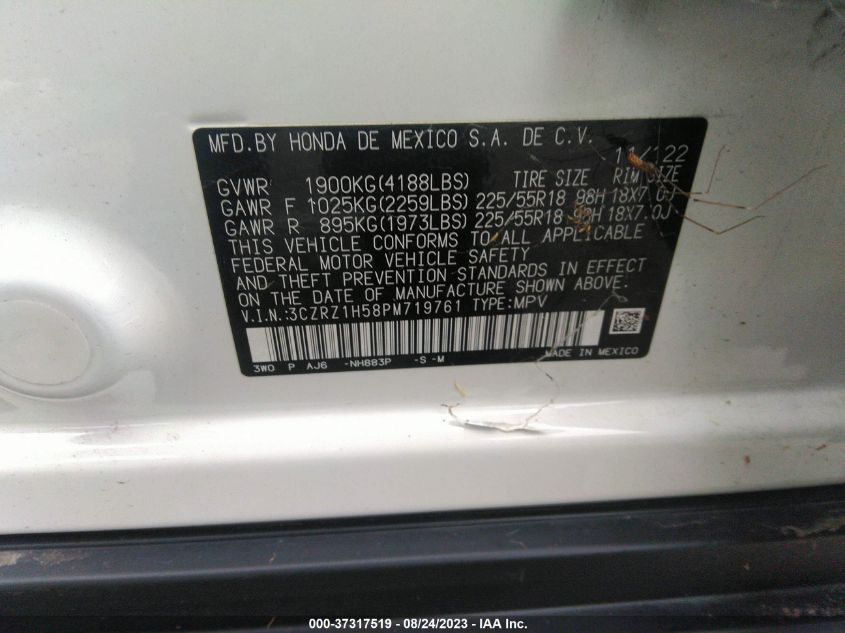 MFD.BY HONDA DE MEXICO S.A. DE C.V.
11/22
GVWR 1900KG(4188LBS) TIRE SIZE RIM SIZE
GAWR F 1025KG(2259LBS) 225/55R18 98H 18X7.0J
GAWR R 895KG(1973LBS) 225/55R18 98H 18X7.0J
THIS VEHICLE CONFORMS TO ALL APPLICABLE
FEDERAL MOTOR VEHICLE SAFETY
AND THEFT PREVENTION STANDARDS IN EFFECT
ON THE DATE OF MANUFACTURE SHOWN ABOVE.
V.I.N.:3CZRZ1H58PM719761 TYPE:MPV
MADE IN MEXICO
3W0 P AJ6 -NH883P -S -M
000-37317519 - 08/24/2023 - IAA Inc.